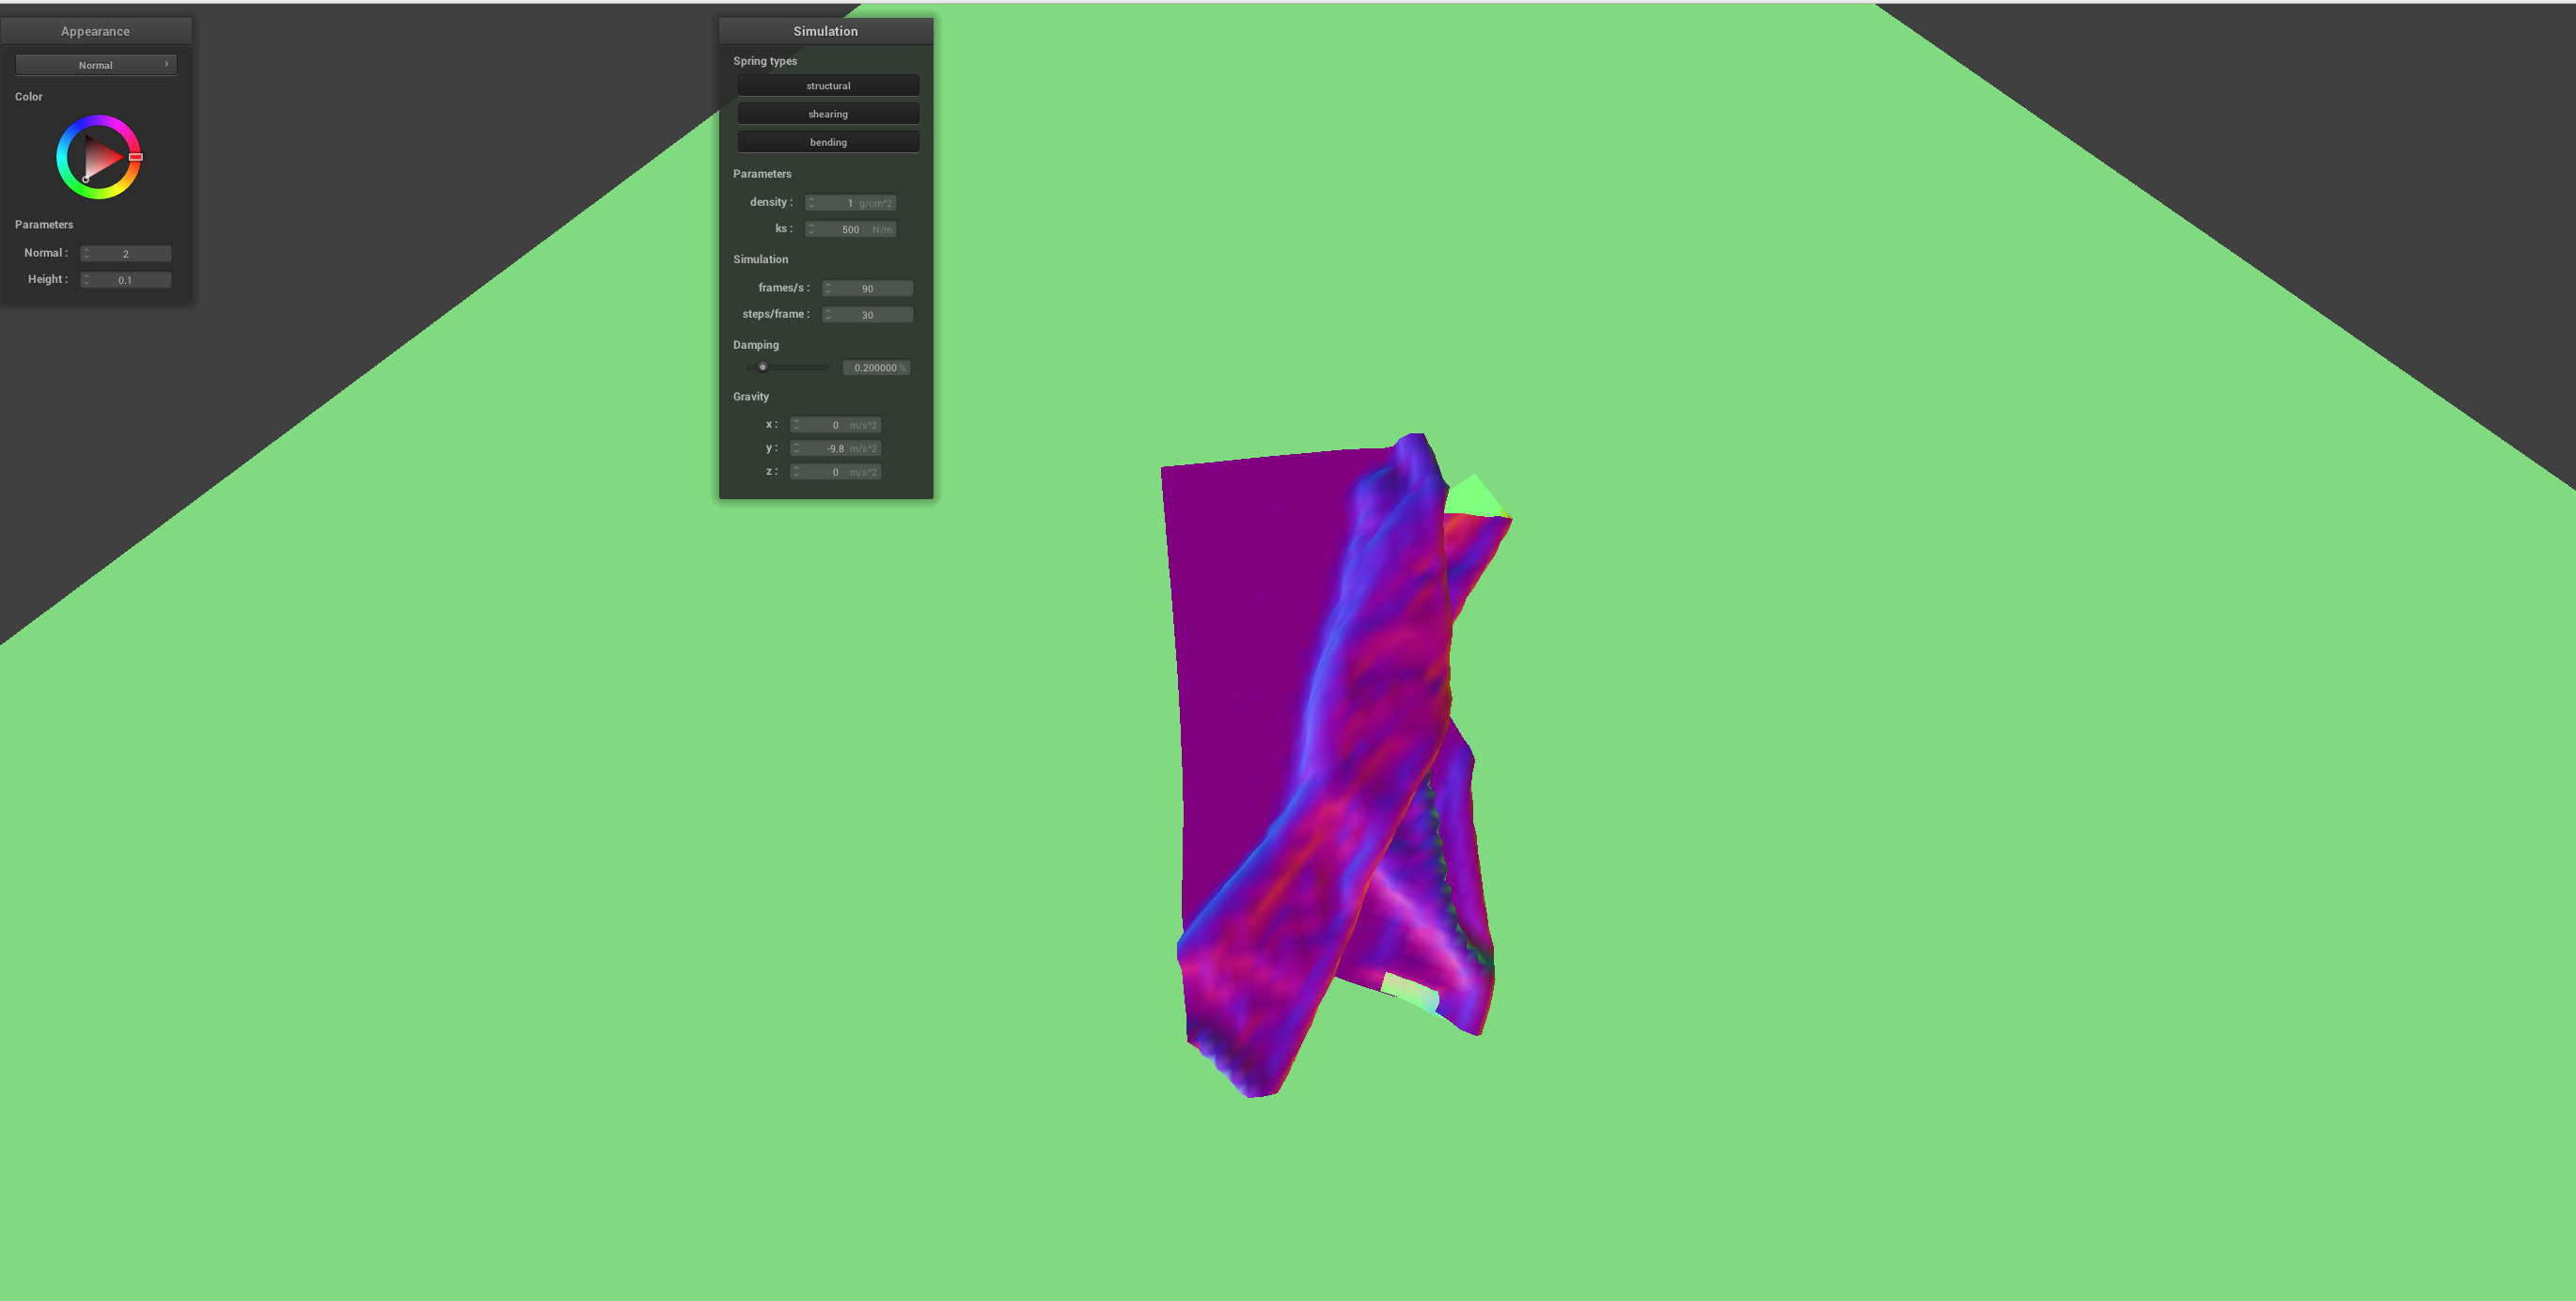 Appearance
Normal
Color
Parameters
Normal : 2
Height : 0.1
Simulation
Spring types
structural
shearing
bending
Parameters
density : 1 g/cm^2
ks : 500 N/m
Simulation
frames/s : 90
steps/frame : 30
Damping
0.200000 %
Gravity
x : 0 m/s^2
y : -9.8 m/s^2
z : 0 m/s^2